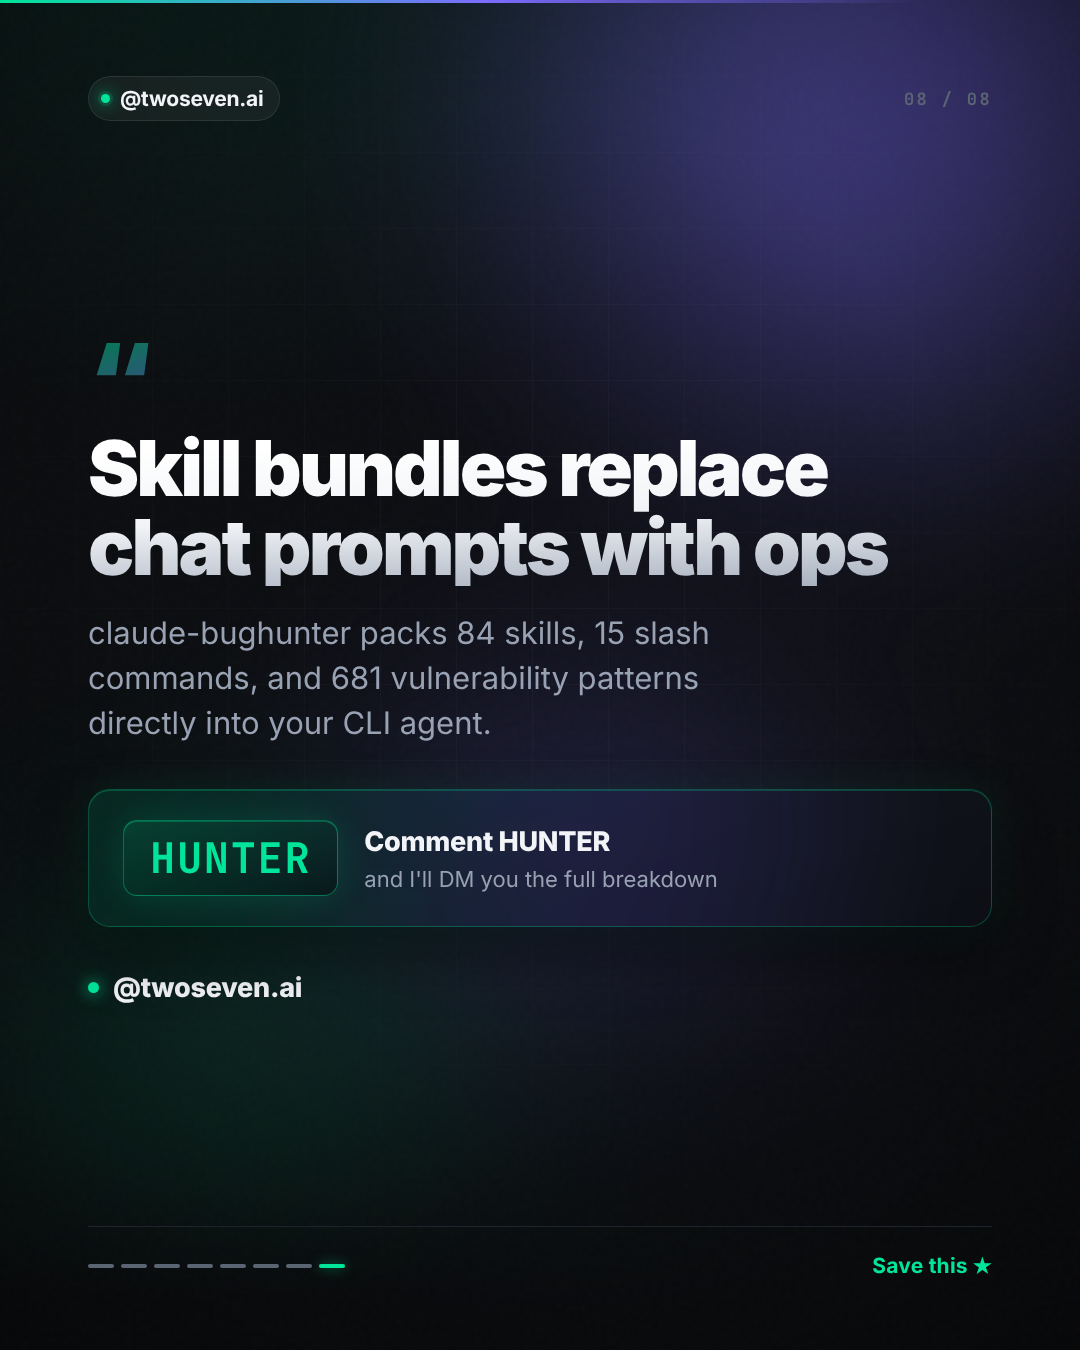 @twoseven.ai
08 / 08
“
Skill bundles replace
chat prompts with ops
claude-bughunter packs 84 skills, 15 slash
commands, and 681 vulnerability patterns
directly into your CLI agent.
HUNTER
Comment HUNTER
and I'll DM you the full breakdown
@twoseven.ai
Save this ★